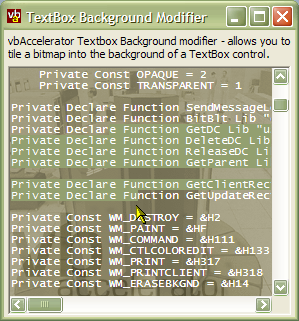 TextBox Background Modifier
vbAccelerator Textbox Background modifier - allows you to
tile a bitmap into the background of a TextBox control.
Private Const OPAQUE = 2
Private Const TRANSPARENT = 1
Private Declare Function SendMessageL
Private Declare Function BitBlt Lib "
Private Declare Function GetDC Lib "u
Private Declare Function DeleteDC Lib
Private Declare Function ReleaseDC Li
Private Declare Function GetParent Li
Private Declare Function GetClientRec
Private Declare Function GetUpdateRec
Private Const WM_DESTROY = &H2
Private Const WM_PAINT = &HF
Private Const WM_COMMAND = &H111
Private Const WM_CTLCOLOREDIT = &H133
Private Const WM_PRINT = &H317
Private Const WM_PRINTCLIENT = &H318
Private Const WM_ERASEBKGND = &H14
accelerator